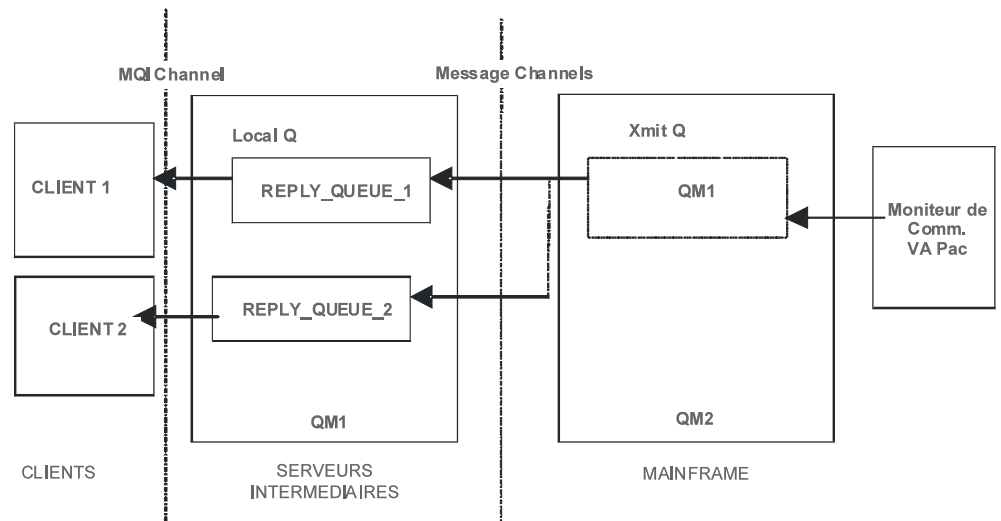 MQI Channel
Message Channels
CLIENT 1
Local Q
REPLY_QUEUE_1
Xmit Q
QM1
Moniteur de
Comm.
VA Pac
CLIENT 2
REPLY_QUEUE_2
QM1
QM2
CLIENTS
SERVEURS
INTERMEDIAIRES
MAINFRAME